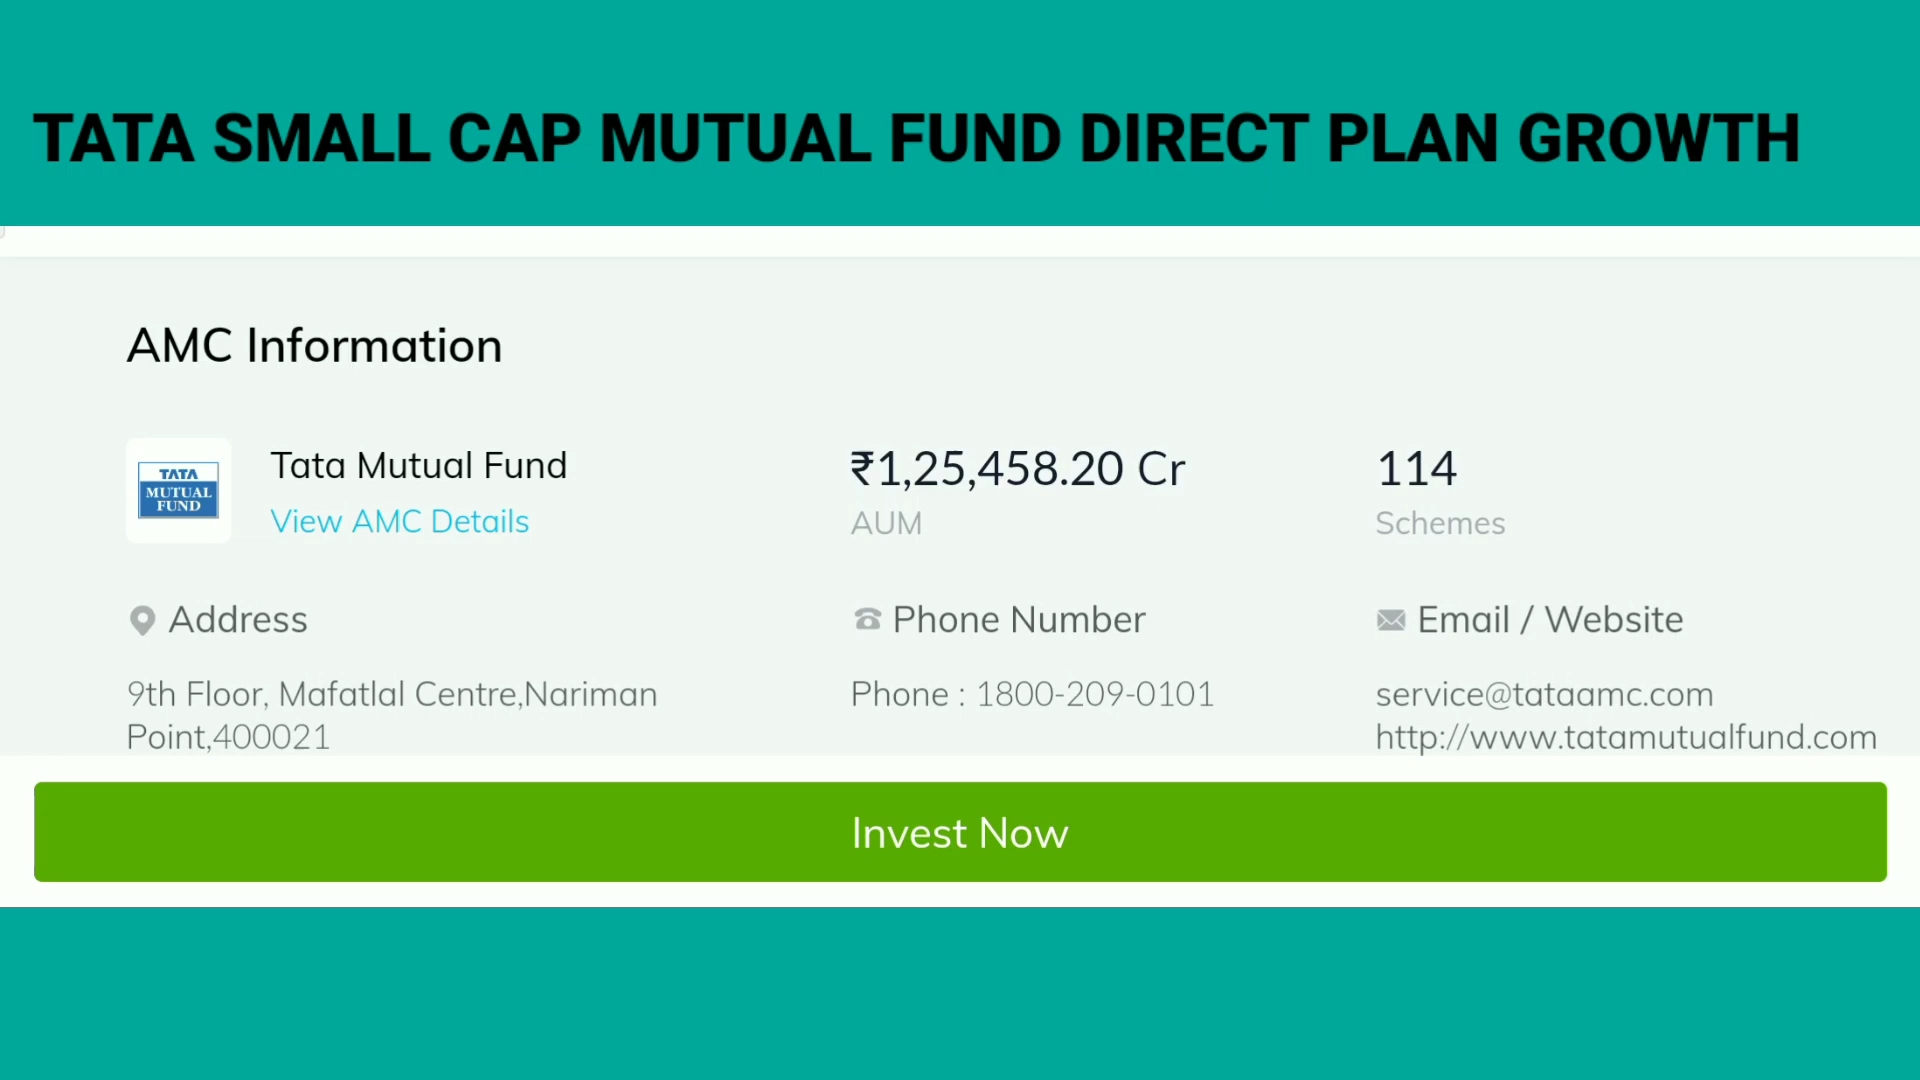 TATA SMALL CAP MUTUAL FUND DIRECT PLAN GROWTH
AMC Information
TATA
MUTUAL
FUND
Tata Mutual Fund
View AMC Details
₹1,25,458.20 Cr
AUM
114
Schemes
Address
9th Floor, Mafatlal Centre,Nariman
Point,400021
Phone Number
Phone : 1800-209-0101
Email / Website
service@tataamc.com
http://www.tatamutualfund.com
Invest Now